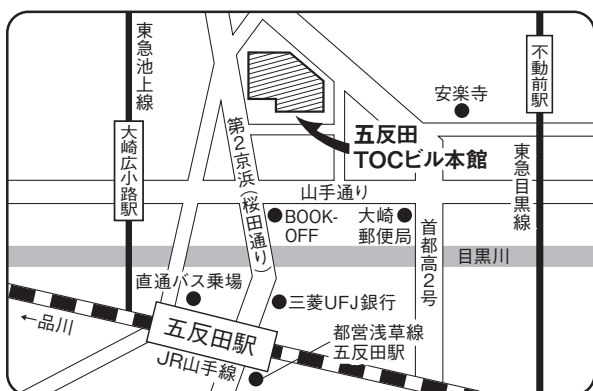 東急池上線
大崎広小路駅
第2京浜(桜田通り)
五反田
TOCビル本館
安楽寺
不動前駅
東急目黒線
山手通り
BOOK-
OFF
大崎
郵便局
首都高2号
目黒川
直通バス乗場
三菱UFJ銀行
←品川
五反田駅
JR山手線
都営浅草線
五反田駅